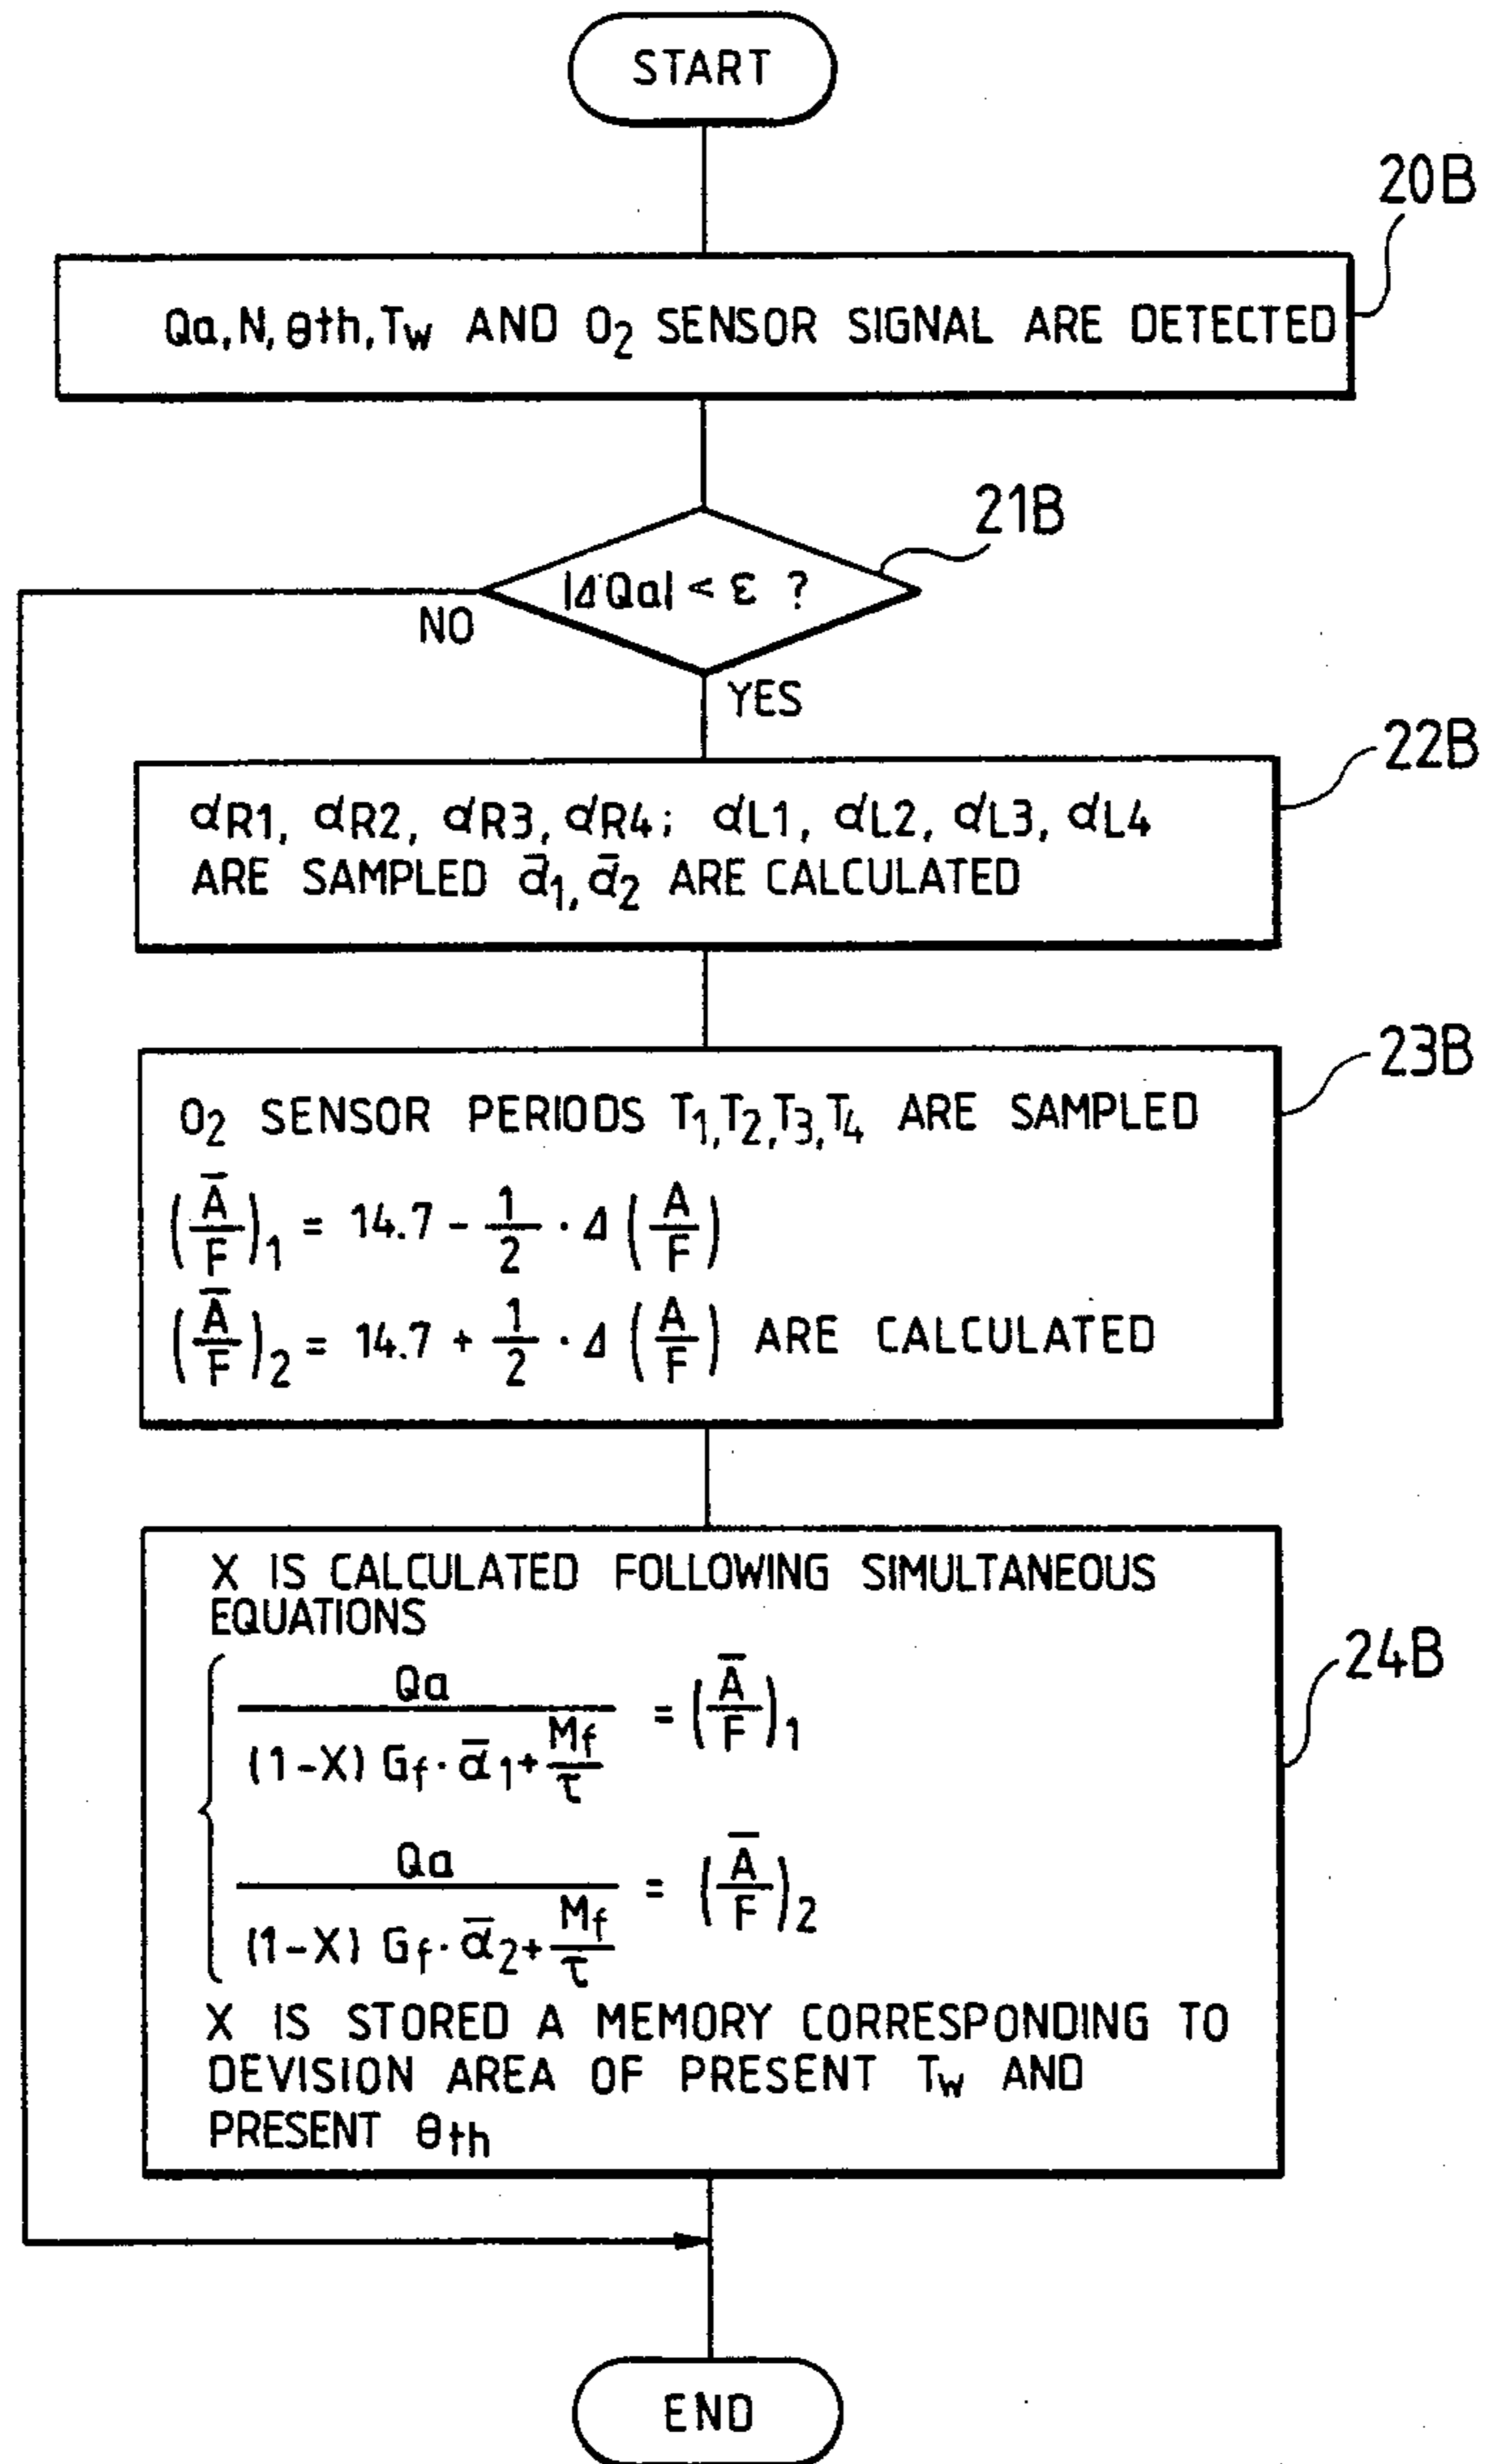 START
20B
Qa, N, θth, Tw AND O2 SENSOR SIGNAL ARE DETECTED
21B
|ΔQa| < ε ?
NO
YES
22B
αR1, αR2, αR3, αR4; αL1, αL2, αL3, αL4
ARE SAMPLED ᾱ1, ᾱ2 ARE CALCULATED
23B
O2 SENSOR PERIODS T1, T2, T3, T4 ARE SAMPLED
(Ā/F)1 = 14.7 - 1/2 · Δ (A/F)
(Ā/F)2 = 14.7 + 1/2 · Δ (A/F) ARE CALCULATED
24B
X IS CALCULATED FOLLOWING SIMULTANEOUS
EQUATIONS
Qa / ((1-X) Gf · ᾱ1 + Mf/τ) = (Ā/F)1
Qa / ((1-X) Gf · ᾱ2 + Mf/τ) = (Ā/F)2
X IS STORED A MEMORY CORRESPONDING TO
DEVISION AREA OF PRESENT Tw AND
PRESENT θth
END